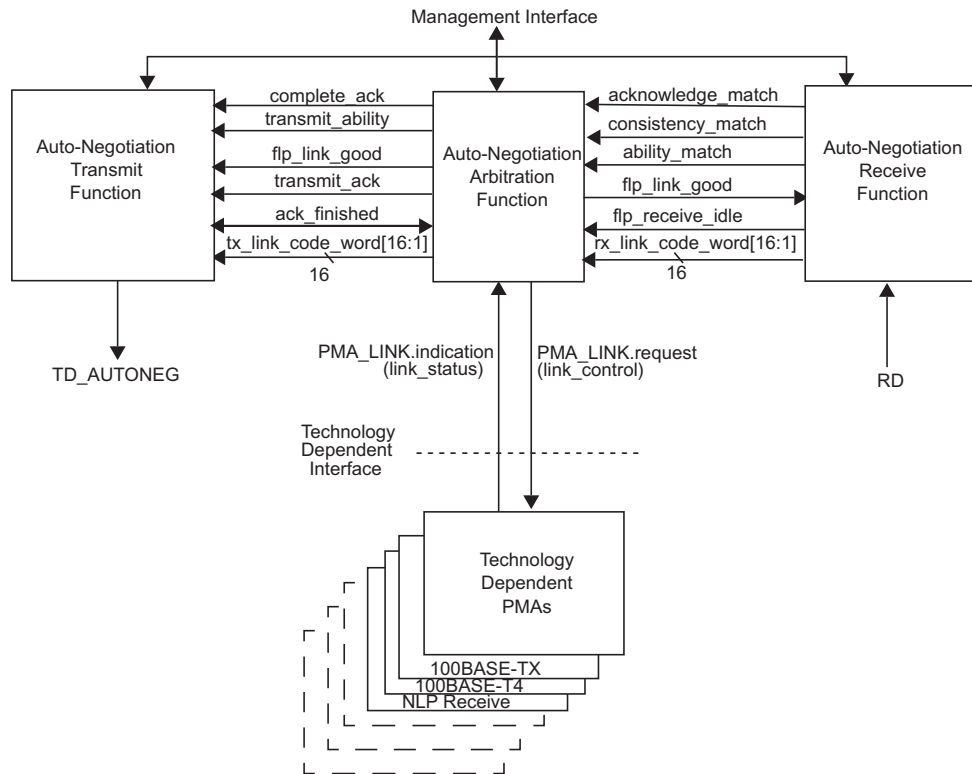 Management Interface
Auto-Negotiation
Transmit
Function
complete_ack
transmit_ability
flp_link_good
transmit_ack
ack_finished
tx_link_code_word[16:1]
16
Auto-Negotiation
Arbitration
Function
acknowledge_match
consistency_match
ability_match
flp_link_good
flp_receive_idle
rx_link_code_word[16:1]
16
Auto-Negotiation
Receive
Function
TD_AUTONEG
PMA_LINK.indication
(link_status)
PMA_LINK.request
(link_control)
RD
Technology
Dependent
Interface
Technology
Dependent
PMAs
100BASE-TX
100BASE-T4
NLP Receive